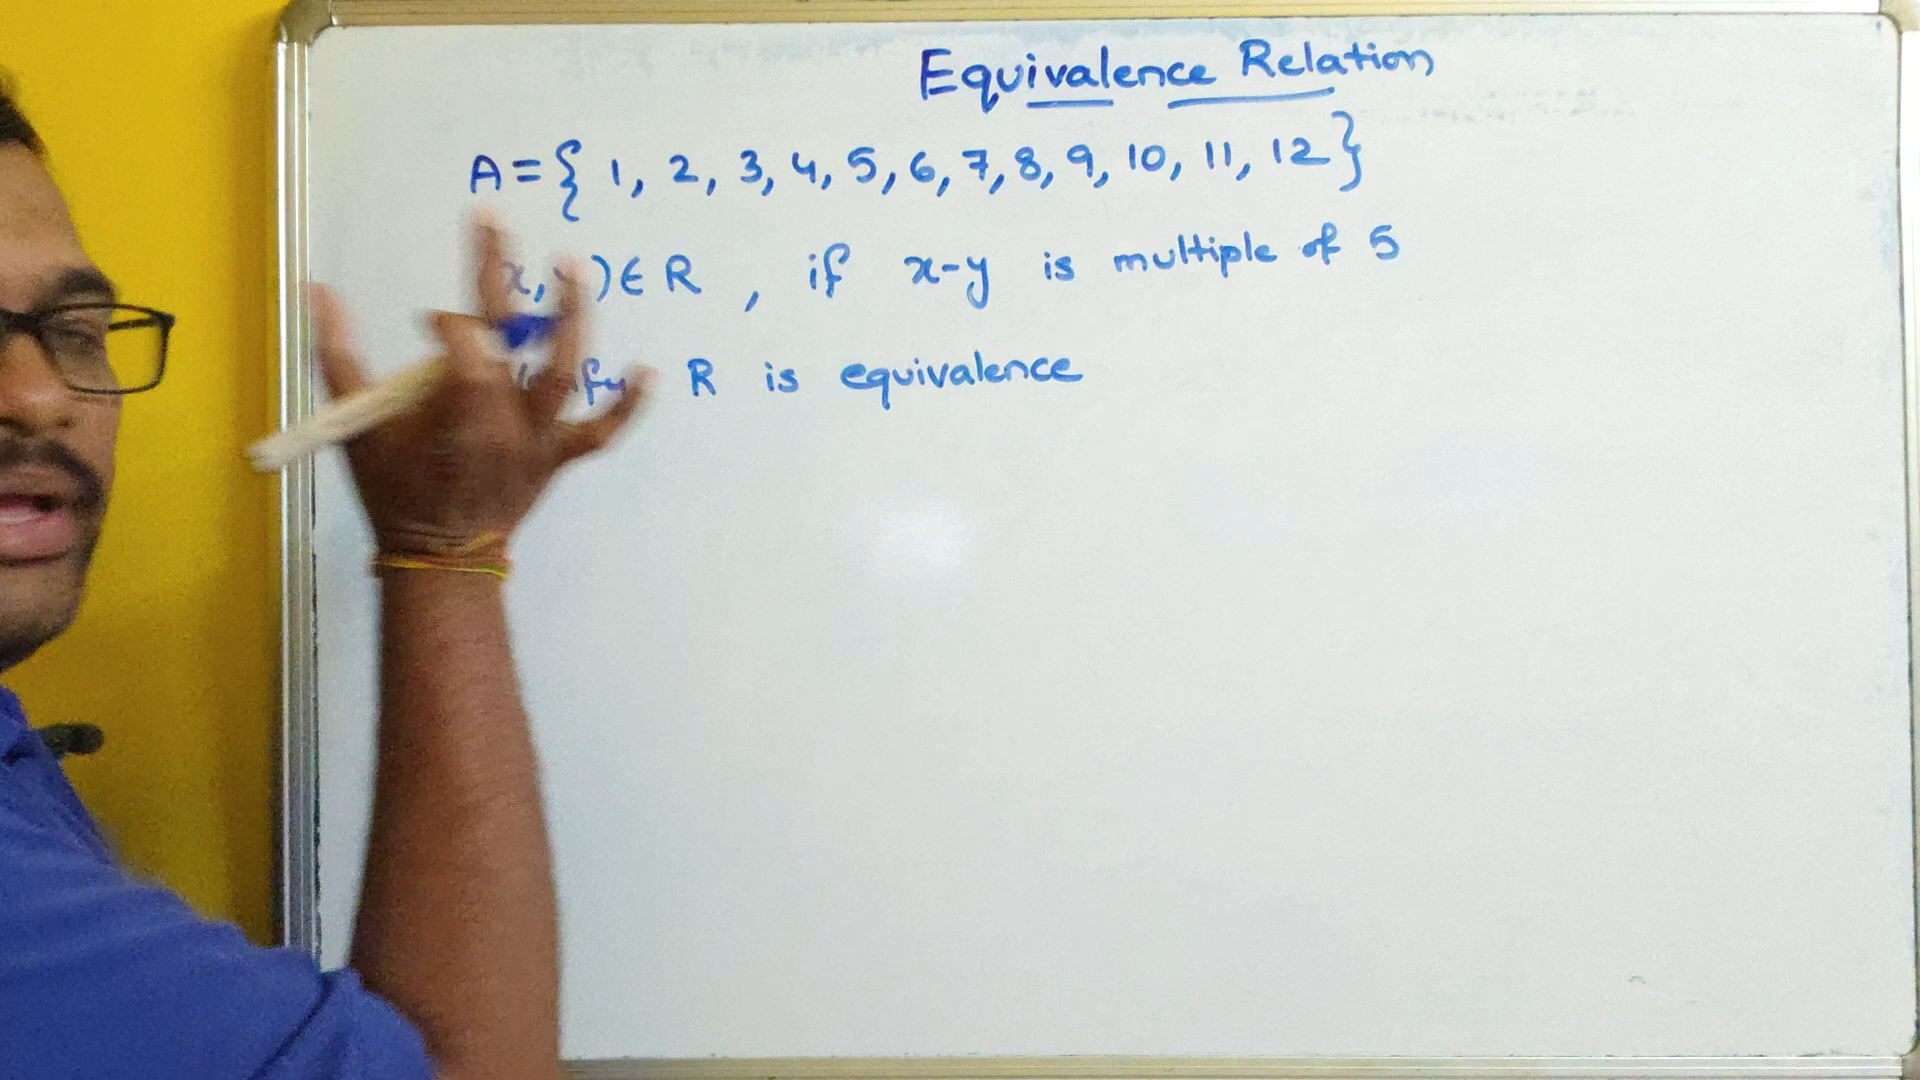 Equivalence Relation
A = { 1, 2, 3, 4, 5, 6, 7, 8, 9, 10, 11, 12 }
x, ) ∈ R , if x-y is multiple of 5
R is equivalence